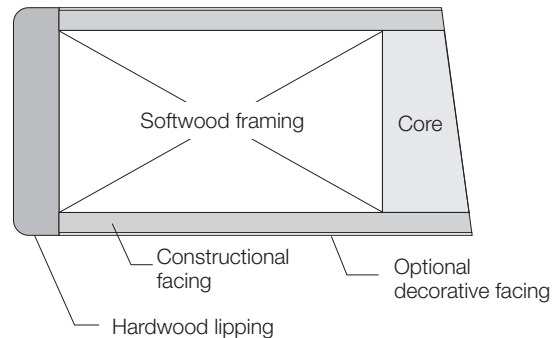 Softwood framing
Core
Constructional
facing
Optional
decorative facing
Hardwood lipping